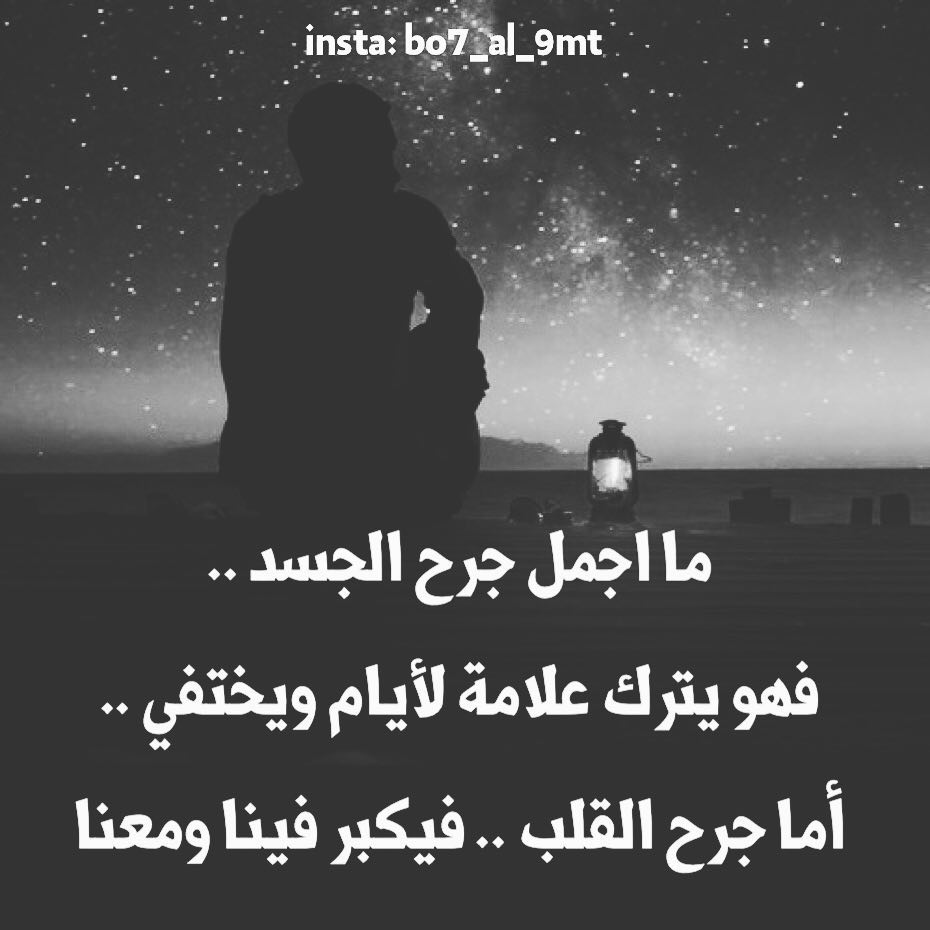 insta: bo7_al_9mt
ما اجمل جرح الجسد ..
فهو يترك علامة لأيام ويختفي ..
أما جرح القلب .. فيكبر فينا ومعنا